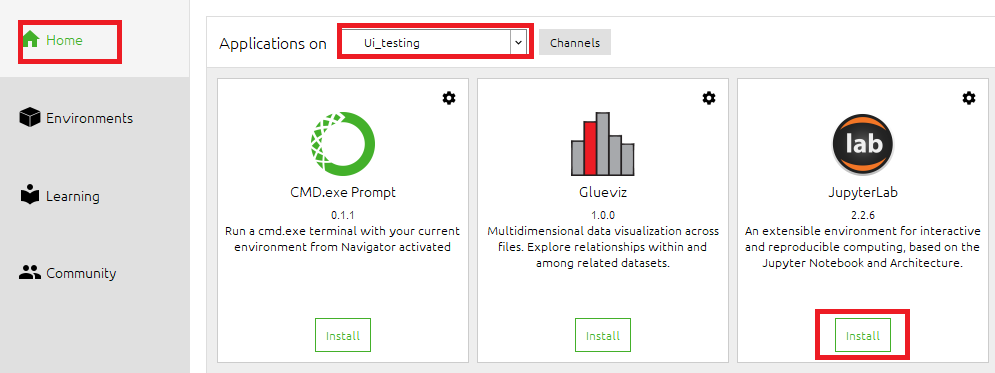 Home
Environments
Learning
Community
Applications on Ui_testing Channels
CMD.exe Prompt
0.1.1
Run a cmd.exe terminal with your current
environment from Navigator activated
Install
Glueviz
1.0.0
Multidimensional data visualization across
files. Explore relationships within and
among related datasets.
Install
lab
JupyterLab
2.2.6
An extensible environment for interactive
and reproducible computing, based on the
Jupyter Notebook and Architecture.
Install